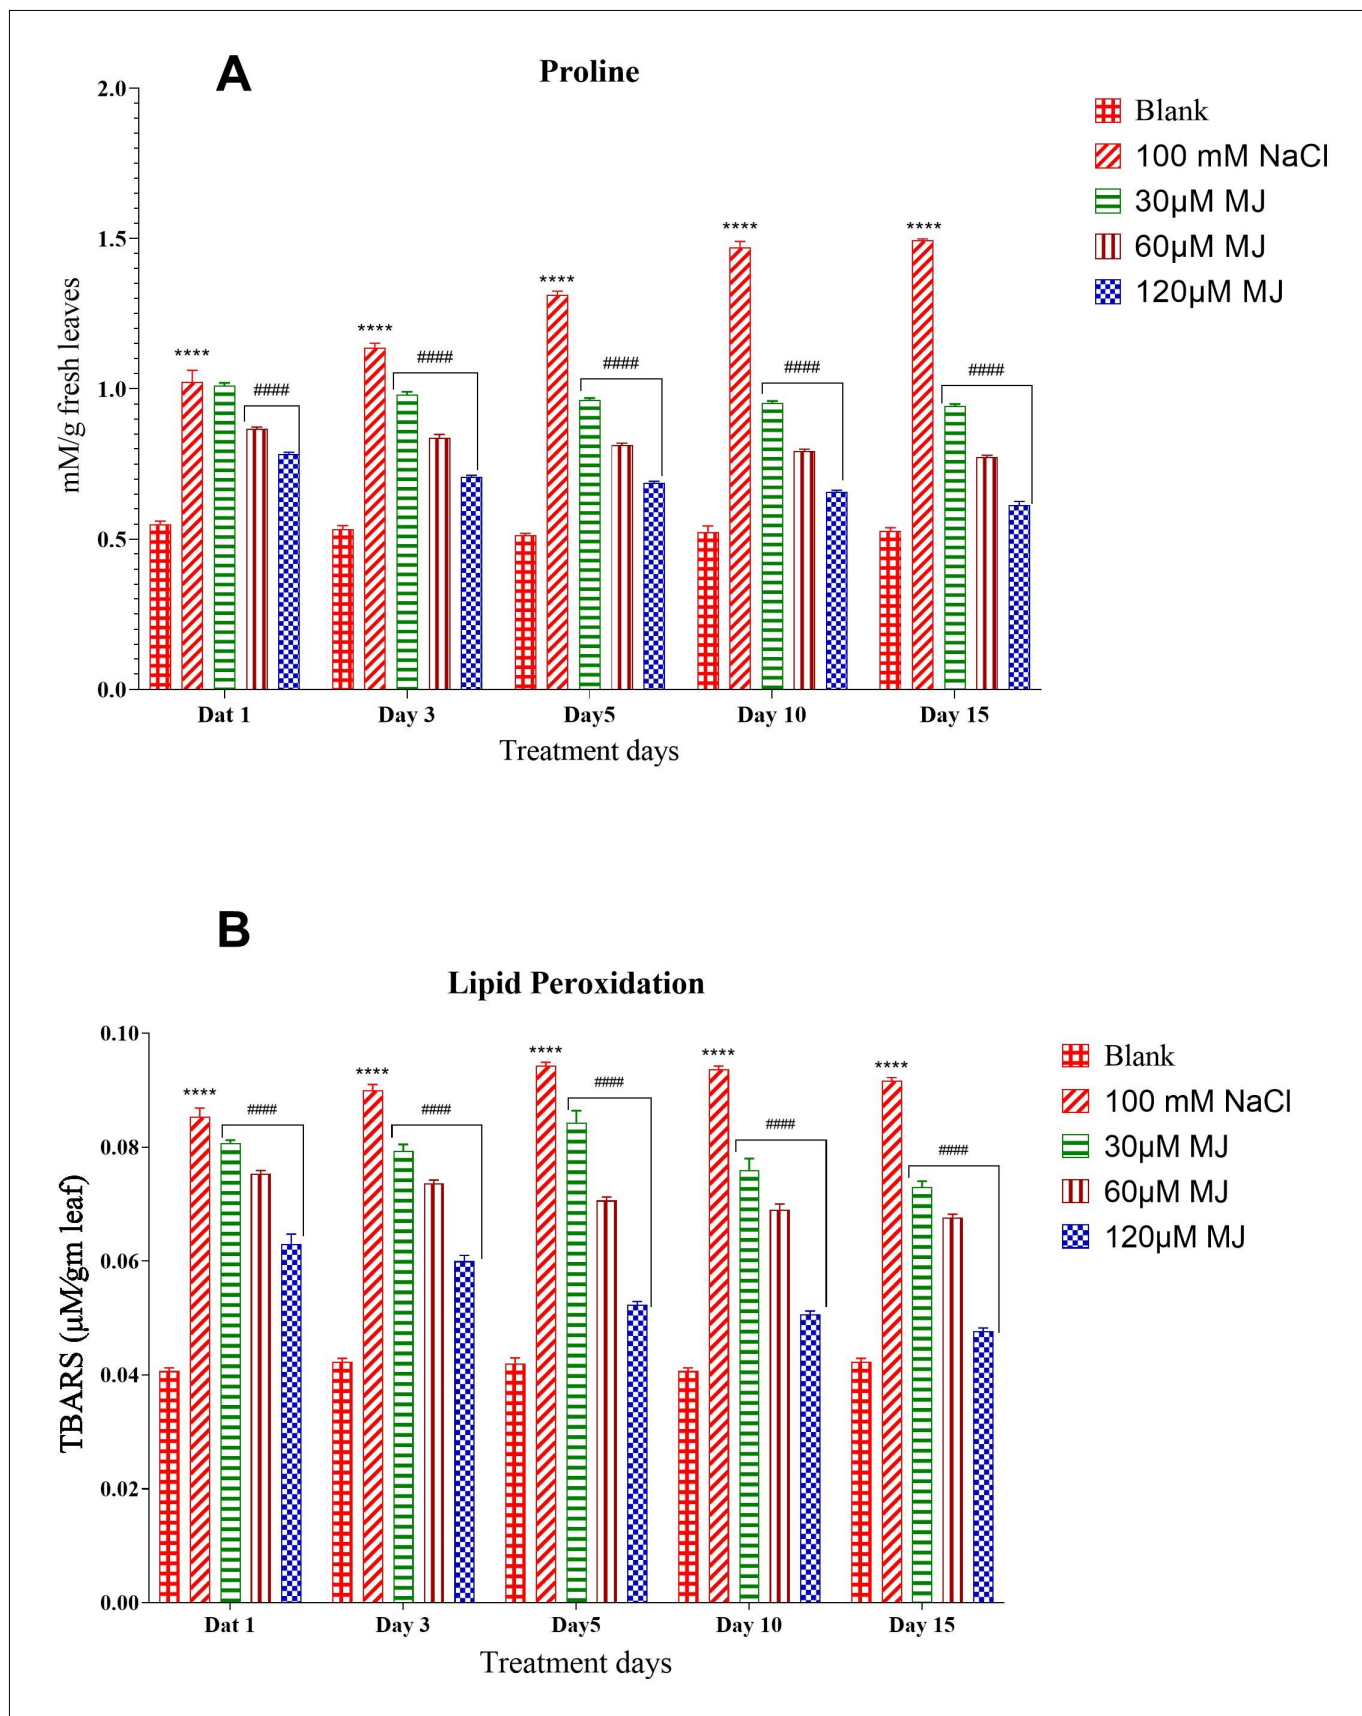 A
Proline
2.0
1.5
1.0
0.5
0.0
mM/g fresh leaves
****
####
****
####
****
####
****
####
****
####
Dat 1
Day 3
Day5
Day 10
Day 15
Treatment days
Blank
100 mM NaCl
30µM MJ
60µM MJ
120µM MJ
B
Lipid Peroxidation
0.10
0.08
0.06
0.04
0.02
0.00
TBARS (µM/gm leaf)
****
####
****
####
****
####
****
####
****
####
Dat 1
Day 3
Day5
Day 10
Day 15
Treatment days
Blank
100 mM NaCl
30µM MJ
60µM MJ
120µM MJ